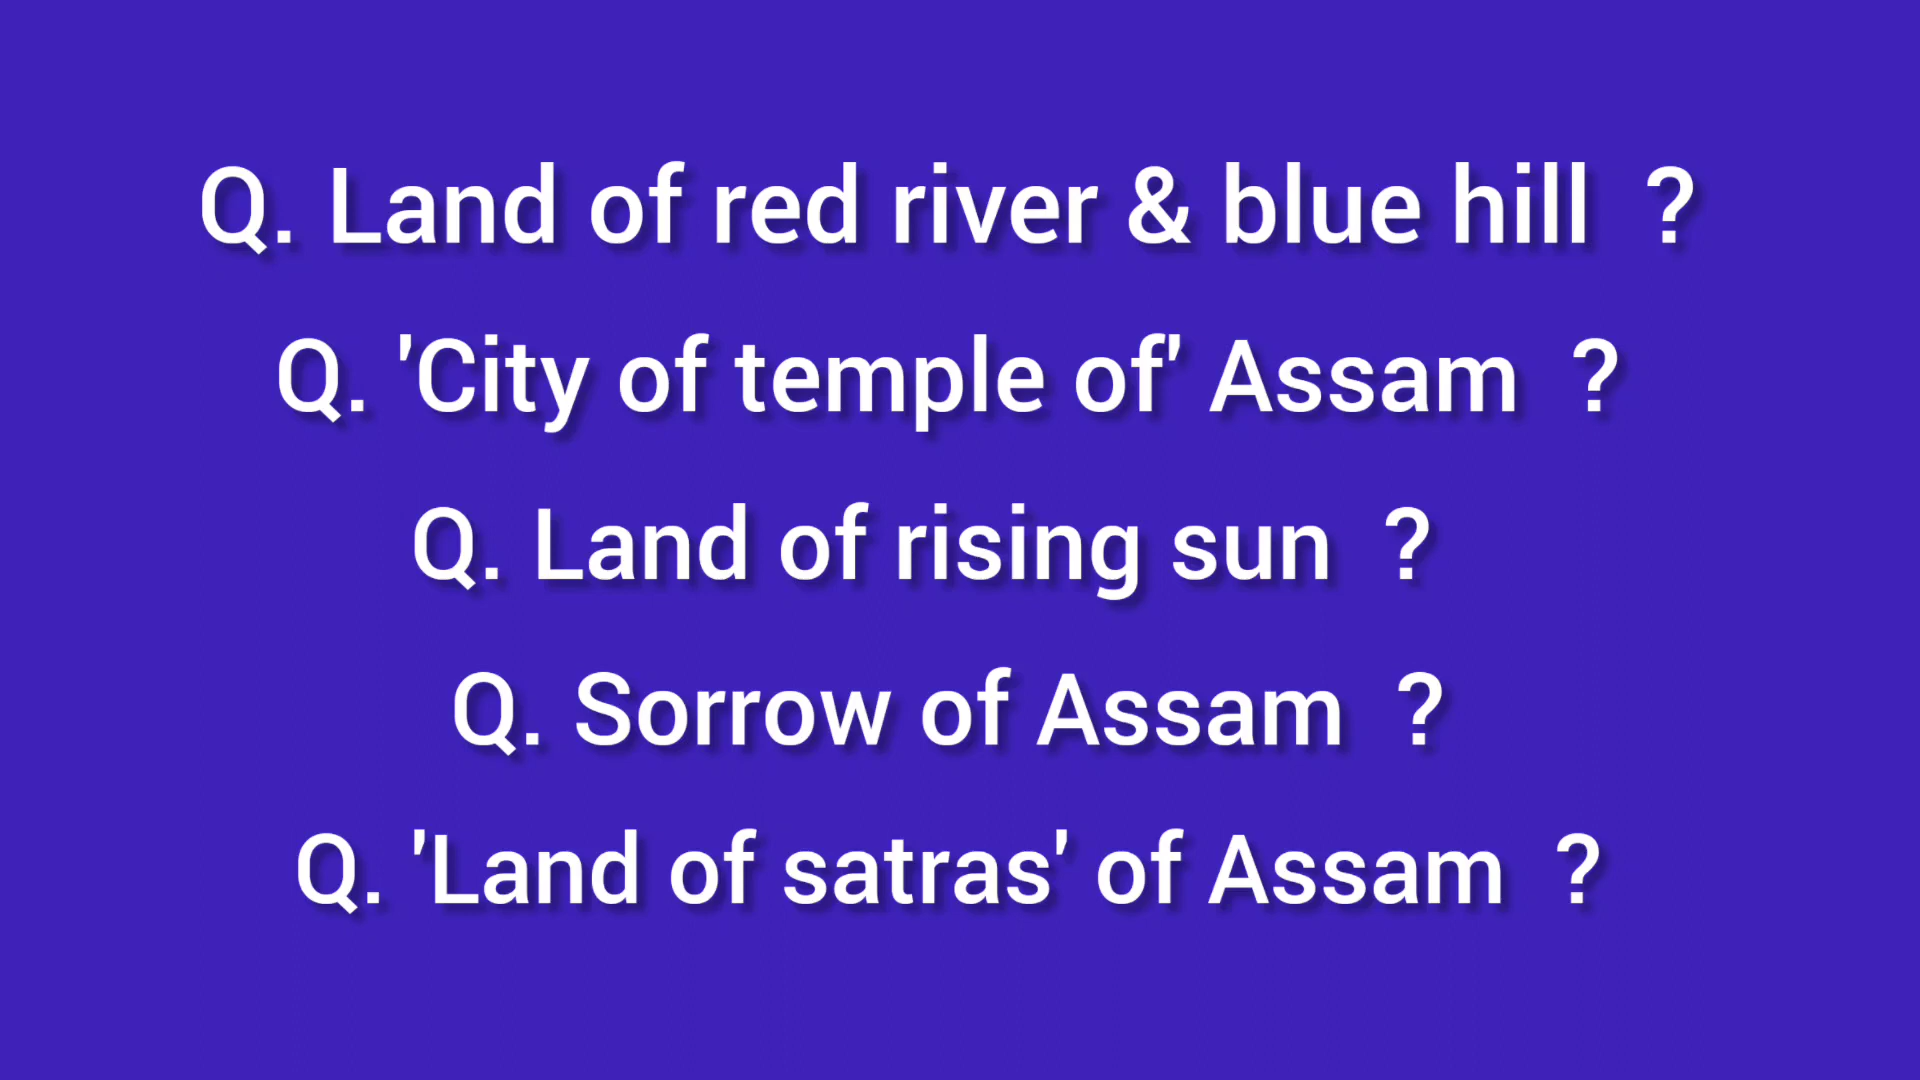 Q. Land of red river & blue hill ?
Q. 'City of temple of' Assam ?
Q. Land of rising sun ?
Q. Sorrow of Assam ?
Q. 'Land of satras' of Assam ?